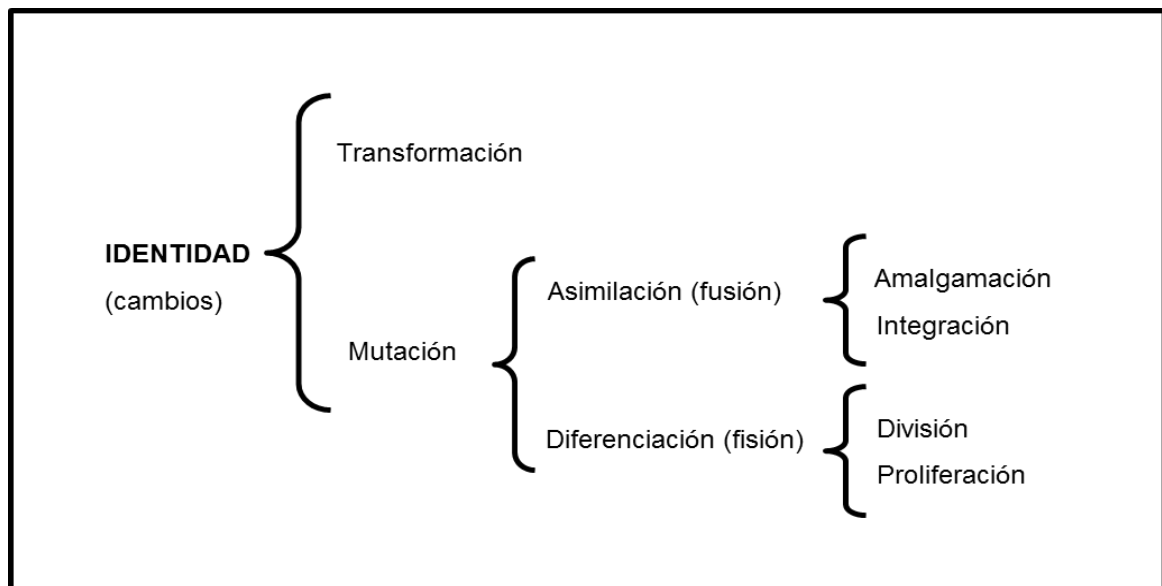 Transformación
IDENTIDAD
(cambios)
Mutación
Asimilación (fusión)
Amalgamación
Integración
Diferenciación (fisión)
División
Proliferación